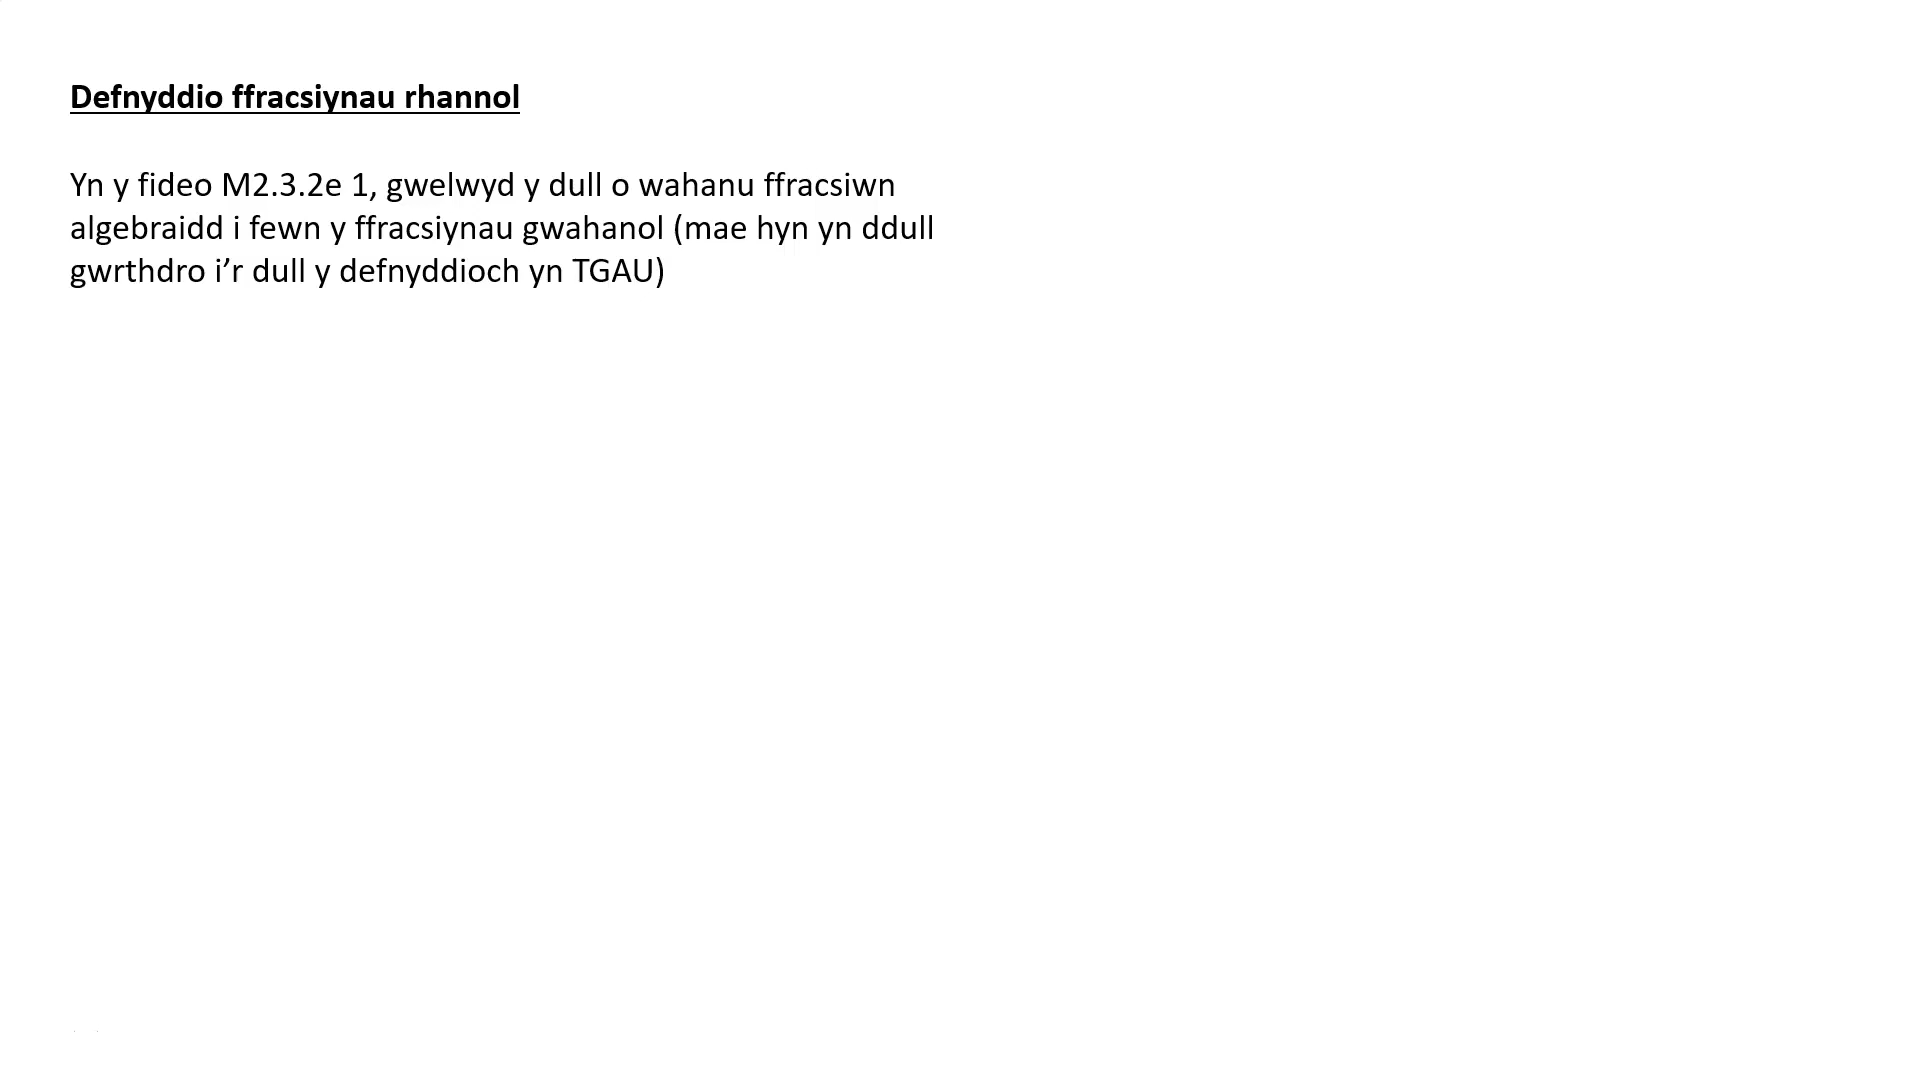 Defnyddio ffracsiynau rhannol
Yn y fideo M2.3.2e 1, gwelwyd y dull o wahanu ffracsiwn
algebraidd i fewn y ffracsiynau gwahanol (mae hyn yn ddull
gwrthdro i’r dull y defnyddioch yn TGAU)